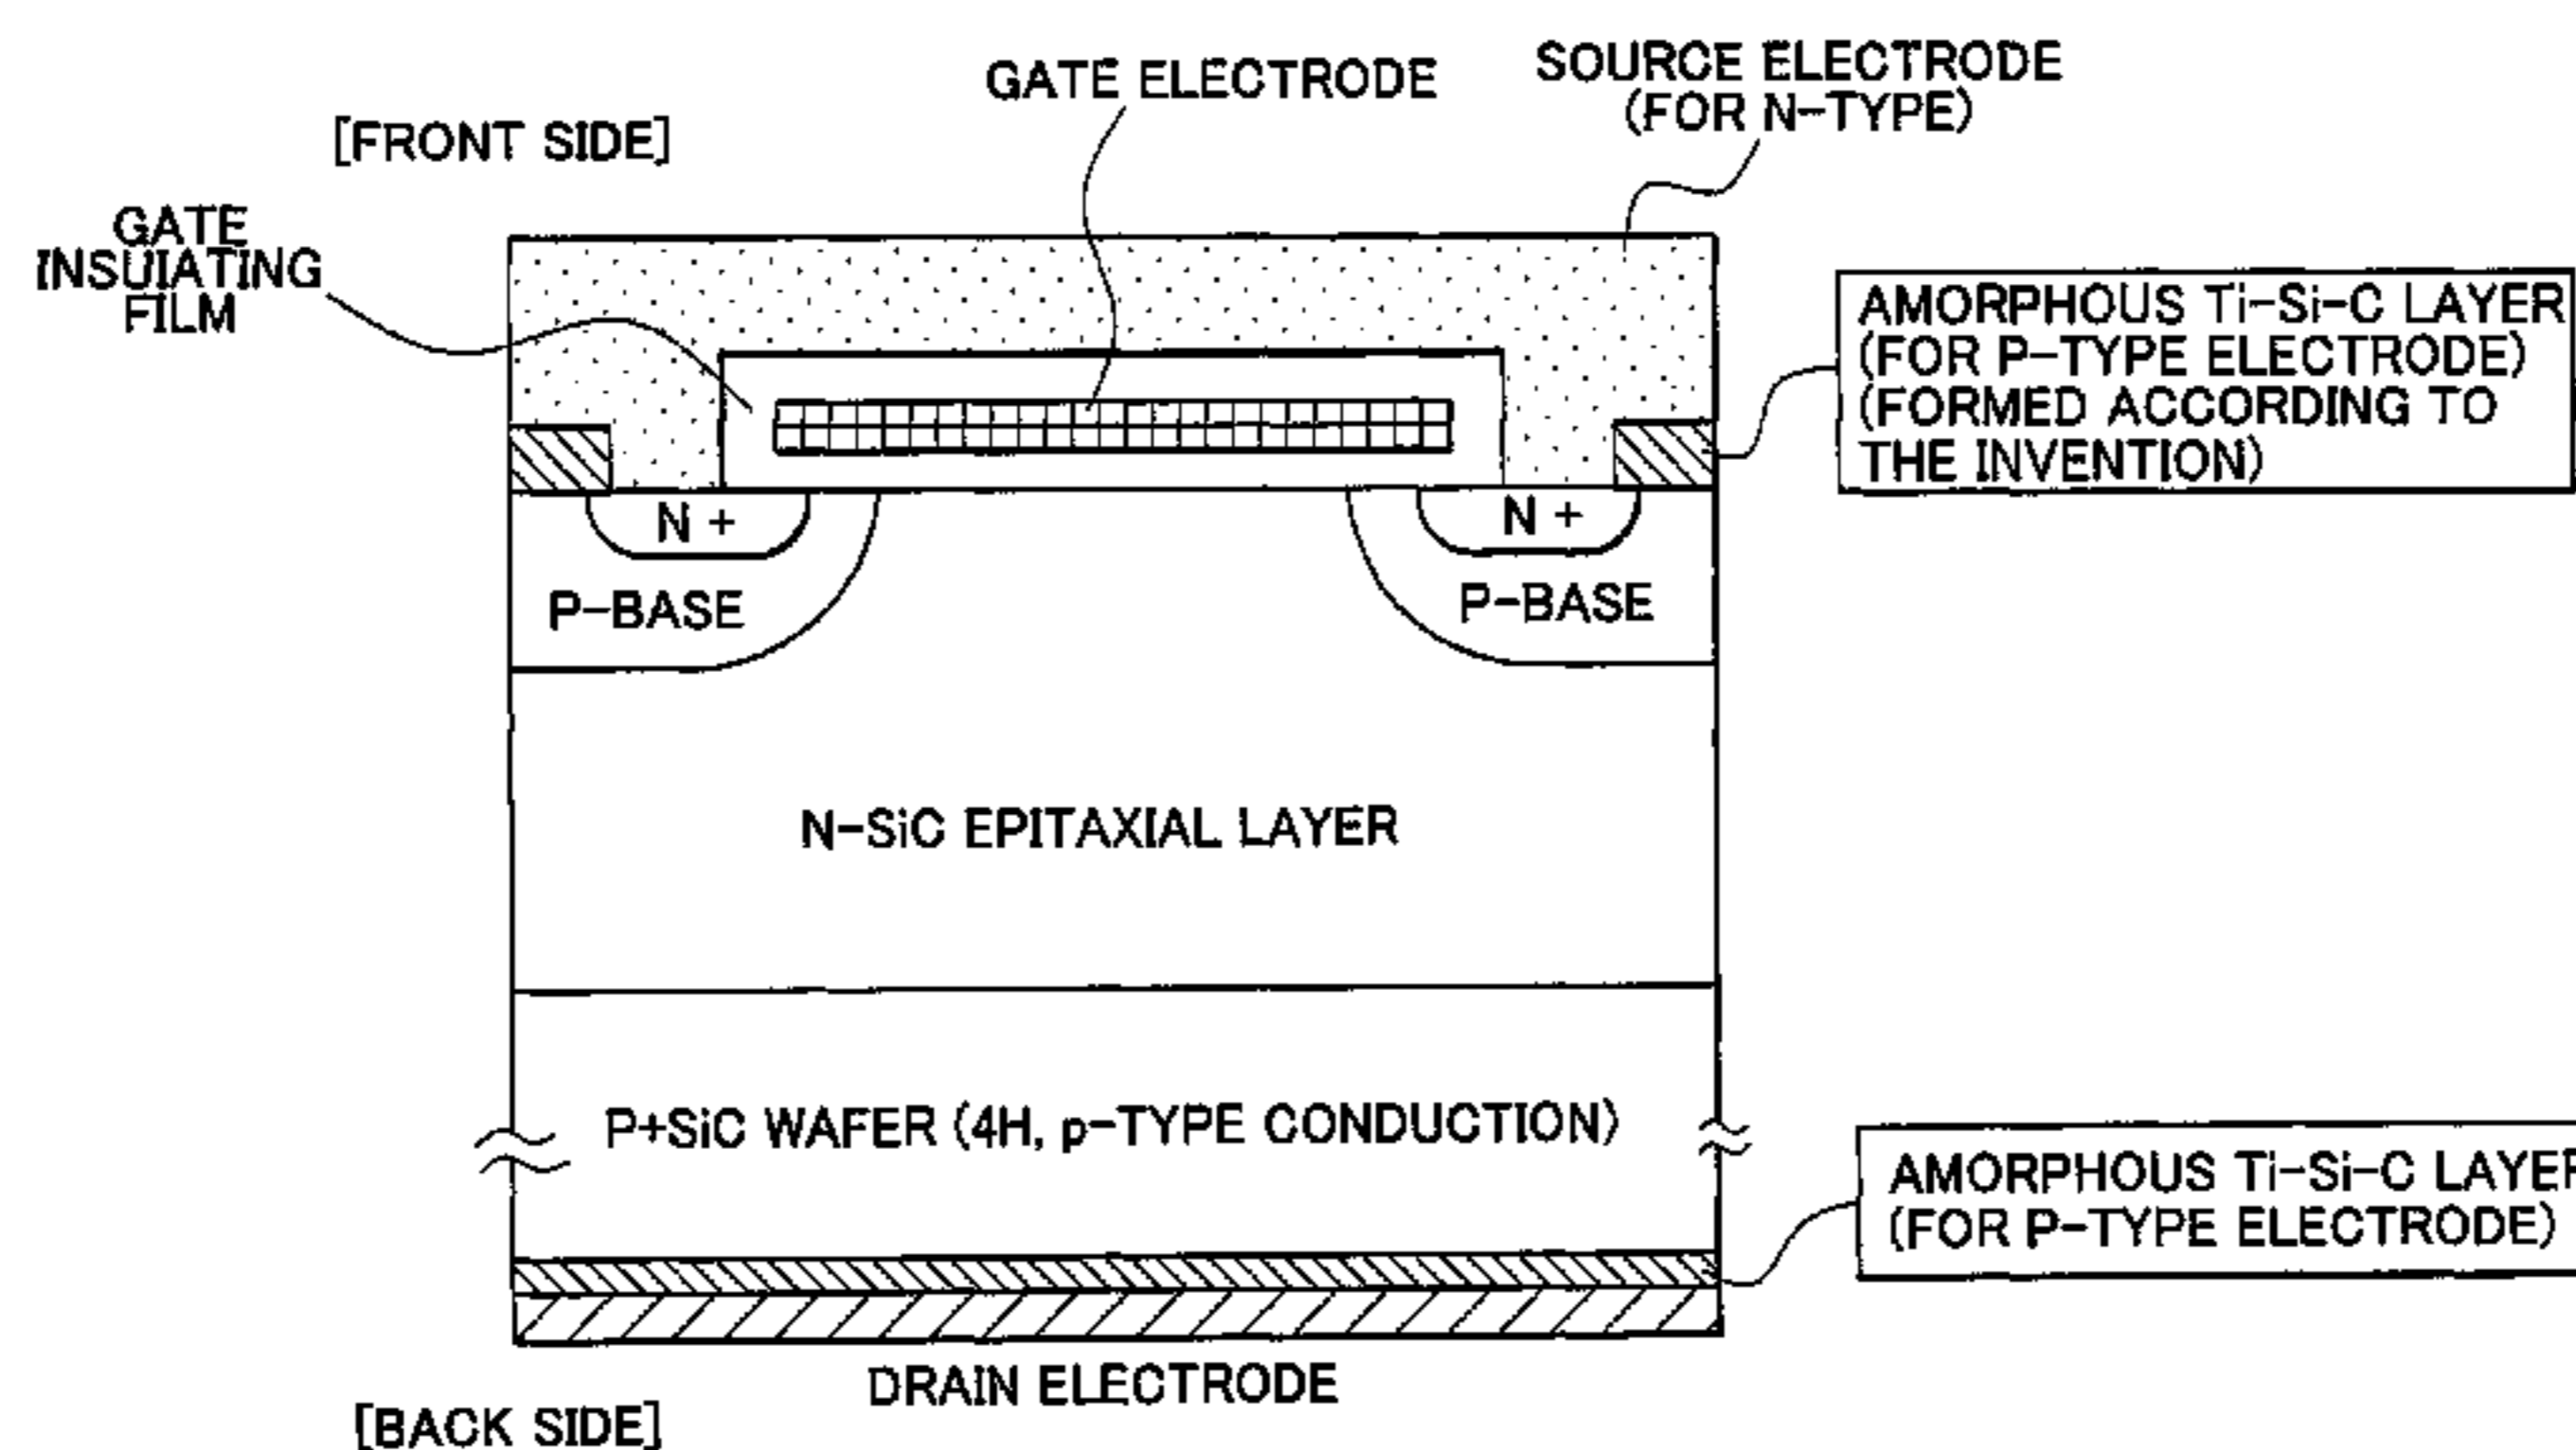 GATE ELECTRODE
SOURCE ELECTRODE
(FOR N-TYPE)
[FRONT SIDE]
GATE
INSUIATING
FILM
AMORPHOUS Ti-Si-C LAYER
(FOR P-TYPE ELECTRODE)
(FORMED ACCORDING TO
THE INVENTION)
N +
N +
P-BASE
P-BASE
N-SiC EPITAXIAL LAYER
P+SiC WAFER (4H, p-TYPE CONDUCTION)
AMORPHOUS Ti-Si-C LAYER
(FOR P-TYPE ELECTRODE)
DRAIN ELECTRODE
[BACK SIDE]